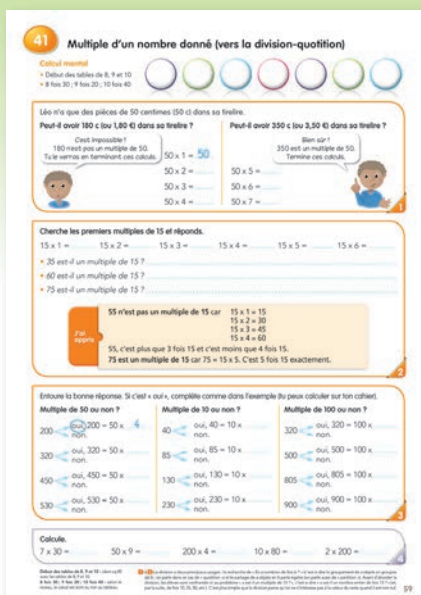 41
Multiple d'un nombre donné (vers la division-quotition)
Calcul mental
• Début des tables de 8, 9 et 10
• 8 fois 30 ; 9 fois 20 ; 10 fois 40
Léo n'a que des pièces de 50 centimes (50 c) dans sa tirelire.
Peut-il avoir 180 c (ou 1,80 €) dans sa tirelire ?
C'est impossible !
180 n'est pas un multiple de 50.
Tu le verras en terminant ces calculs.
50 x 1 = 50
50 x 2 =
50 x 3 =
50 x 4 =
Peut-il avoir 350 c (ou 3,50 €) dans sa tirelire ?
Bien sûr !
350 est un multiple de 50.
Termine ces calculs.
50 x 5 =
50 x 6 =
50 x 7 =
1
Cherche les premiers multiples de 15 et réponds.
15 x 1 = 15 x 2 = 15 x 3 = 15 x 4 = 15 x 5 = 15 x 6 =
• 35 est-il un multiple de 15 ?
• 60 est-il un multiple de 15 ?
• 75 est-il un multiple de 15 ?
J'ai
appris
55 n'est pas un multiple de 15 car 15 x 1 = 15
15 x 2 = 30
15 x 3 = 45
15 x 4 = 60
55, c'est plus que 3 fois 15 et c'est moins que 4 fois 15.
75 est un multiple de 15 car 75 = 15 x 5. C'est 5 fois 15 exactement.
2
Entoure la bonne réponse. Si c'est « oui », complète comme dans l'exemple (tu peux calculer sur ton cahier).
Multiple de 50 ou non ?
200 oui, 200 = 50 x 4
non.
320 oui, 320 = 50 x
non.
450 oui, 450 = 50 x
non.
530 oui, 530 = 50 x
non.
Multiple de 10 ou non ?
40 oui, 40 = 10 x
non.
85 oui, 85 = 10 x
non.
130 oui, 130 = 10 x
non.
230 oui, 230 = 10 x
non.
Multiple de 100 ou non ?
320 oui, 320 = 100 x
non.
500 oui, 500 = 100 x
non.
805 oui, 805 = 100 x
non.
900 oui, 900 = 100 x
non.
3
Calcule.
7 x 30 = 50 x 9 = 200 x 4 = 10 x 80 = 2 x 200 =
4
59